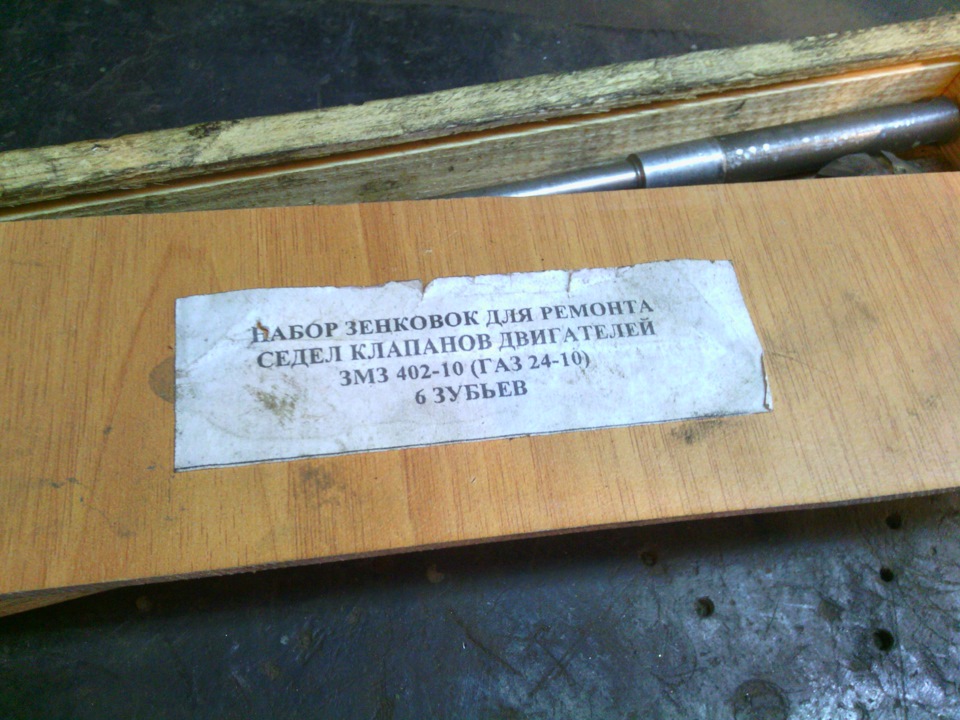 НАБОР ЗЕНКОВОК ДЛЯ РЕМОНТА
СЕДЕЛ КЛАПАНОВ ДВИГАТЕЛЕЙ
ЗМЗ 402-10 (ГАЗ 24-10)
6 ЗУБЬЕВ